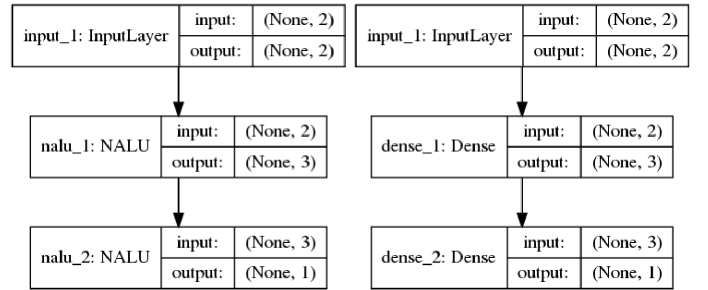 input_1: InputLayer
input: (None, 2)
output: (None, 2)
nalu_1: NALU
input: (None, 2)
output: (None, 3)
nalu_2: NALU
input: (None, 3)
output: (None, 1)
input_1: InputLayer
input: (None, 2)
output: (None, 2)
dense_1: Dense
input: (None, 2)
output: (None, 3)
dense_2: Dense
input: (None, 3)
output: (None, 1)